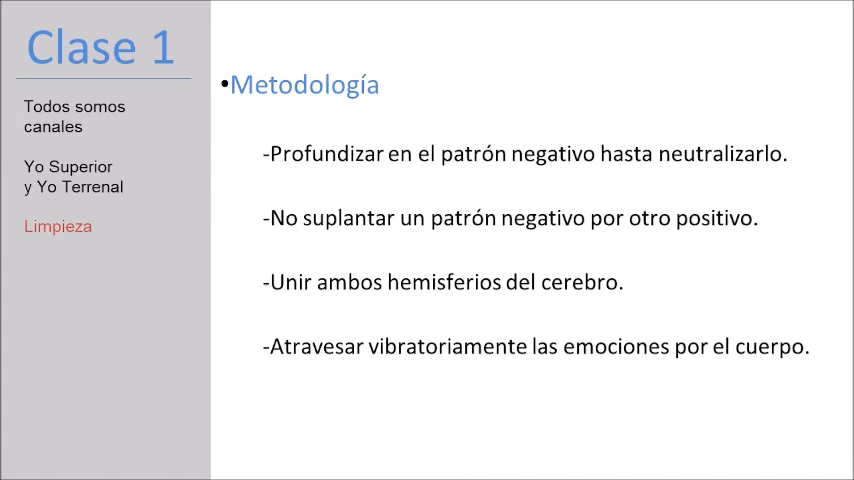 Clase 1
Todos somos
canales
Yo Superior
y Yo Terrenal
Limpieza
•Metodología
-Profundizar en el patrón negativo hasta neutralizarlo.
-No suplantar un patrón negativo por otro positivo.
-Unir ambos hemisferios del cerebro.
-Atravesar vibratoriamente las emociones por el cuerpo.